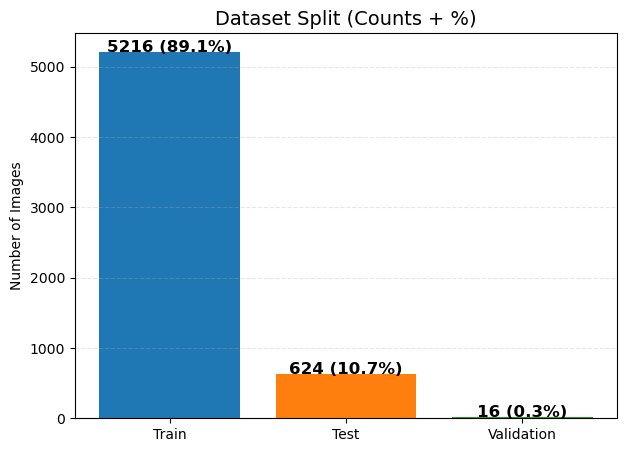 Dataset Split (Counts + %)
5216 (89.1%)
5000
4000
3000
2000
1000
0
Number of Images
624 (10.7%)
16 (0.3%)
Train
Test
Validation